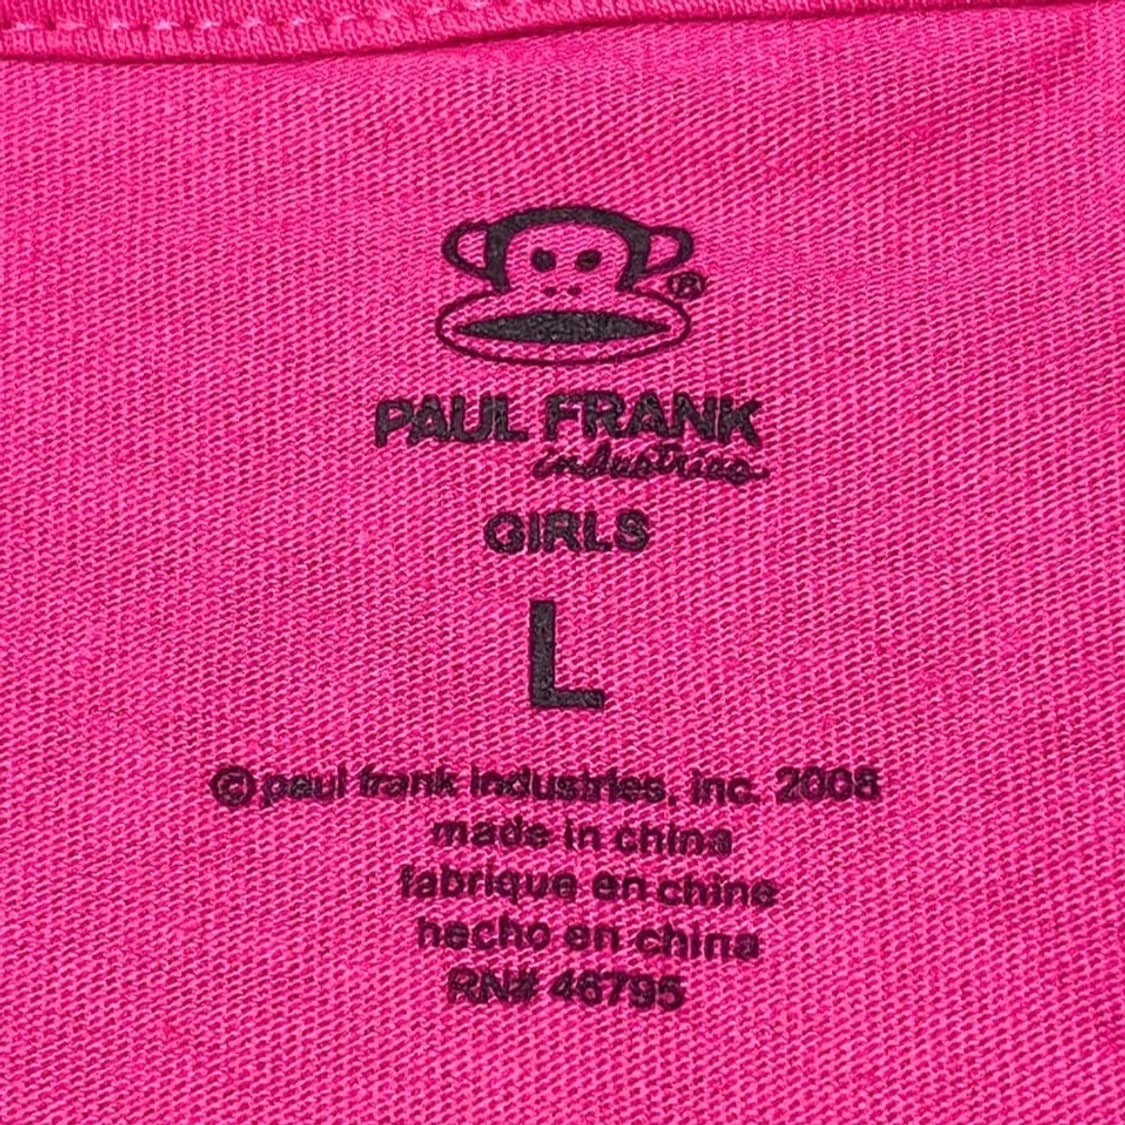 ®
PAUL FRANK
industries
GIRLS
L
© paul frank industries, inc. 2008
made in china
fabrique en chine
hecho en china
RN# 46795